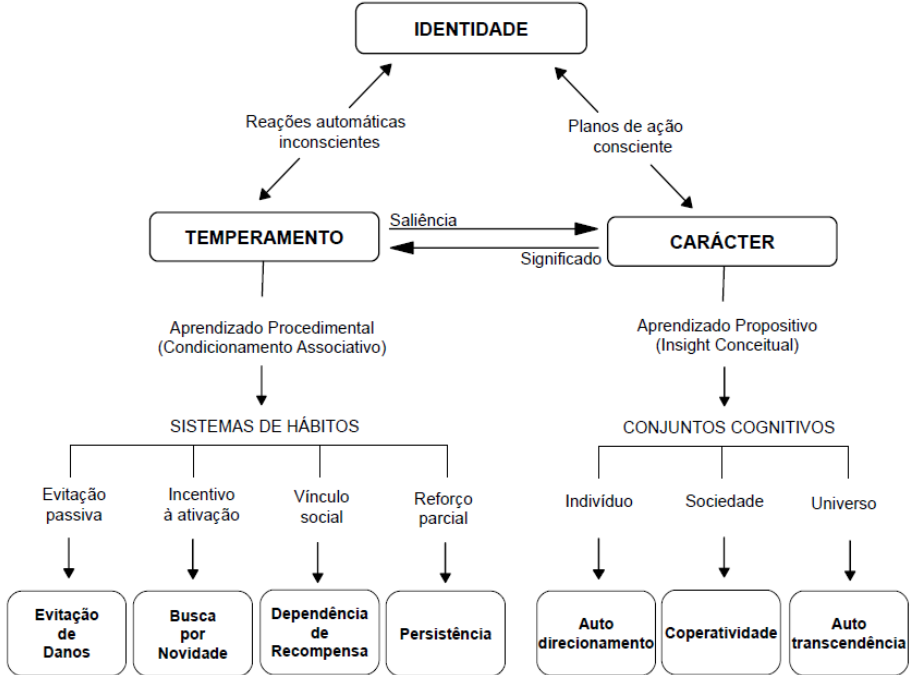 IDENTIDADE
Reações automáticas
inconscientes
Planos de ação
consciente
TEMPERAMENTO
Saliência
Significado
CARÁCTER
Aprendizado Procedimental
(Condicionamento Associativo)
Aprendizado Propositivo
(Insight Conceitual)
SISTEMAS DE HÁBITOS
CONJUNTOS COGNITIVOS
Evitação
passiva
Incentivo
à ativação
Vínculo
social
Reforço
parcial
Indivíduo
Sociedade
Universo
Evitação
de
Danos
Busca
por
Novidade
Dependência
de
Recompensa
Persistência
Auto
direcionamento
Coperatividade
Auto
transcendência